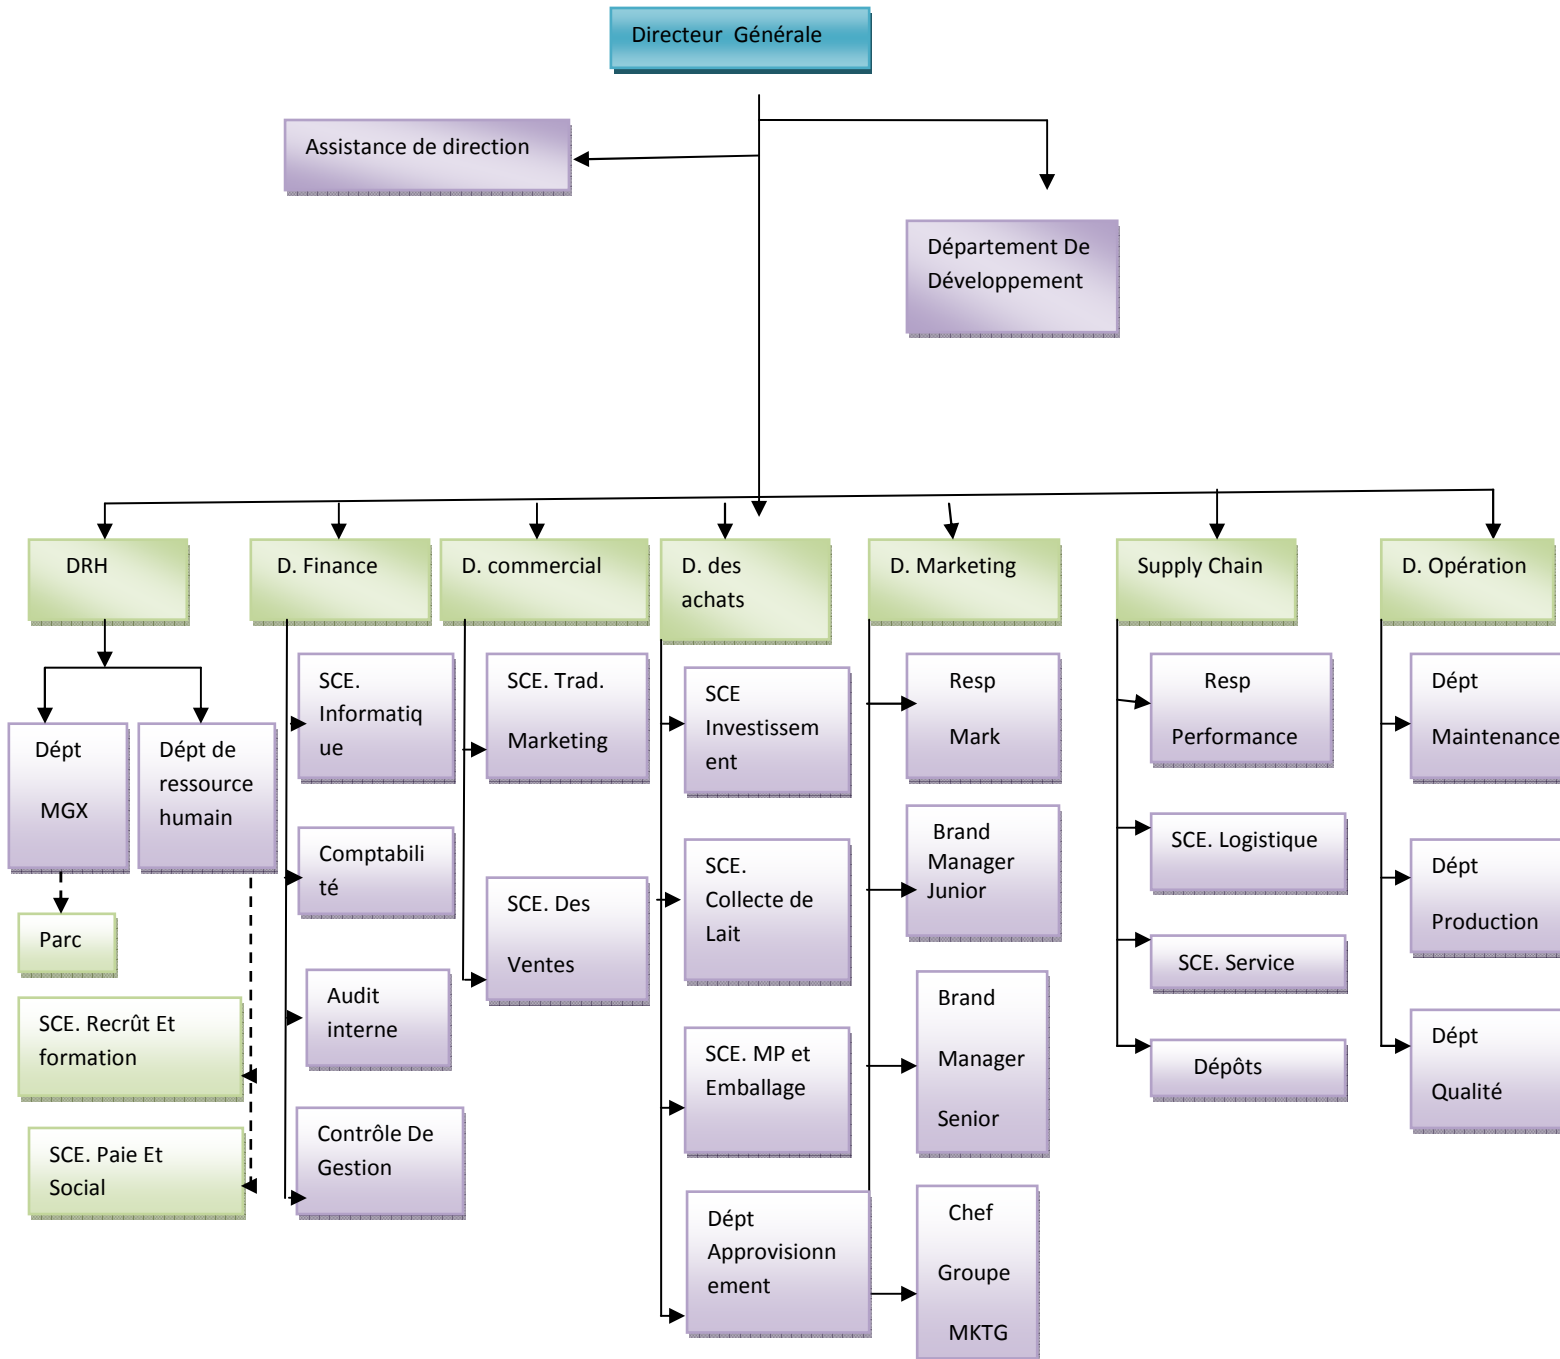 Directeur Générale
Assistance de direction
Département De
Développement
DRH
D. Finance
D. commercial
D. des
achats
D. Marketing
Supply Chain
D. Opération
Dépt
MGX
Dépt de
ressource
humain
Parc
SCE. Recrût Et
formation
SCE. Paie Et
Social
SCE.
Informatiq
ue
Comptabili
té
Audit
interne
Contrôle De
Gestion
SCE. Trad.
Marketing
SCE. Des
Ventes
SCE
Investissem
ent
SCE.
Collecte de
Lait
SCE. MP et
Emballage
Dépt
Approvisionn
ement
Resp
Mark
Brand
Manager
Junior
Brand
Manager
Senior
Chef
Groupe
MKTG
Resp
Performance
SCE. Logistique
SCE. Service
Dépôts
Dépt
Maintenance
Dépt
Production
Dépt
Qualité